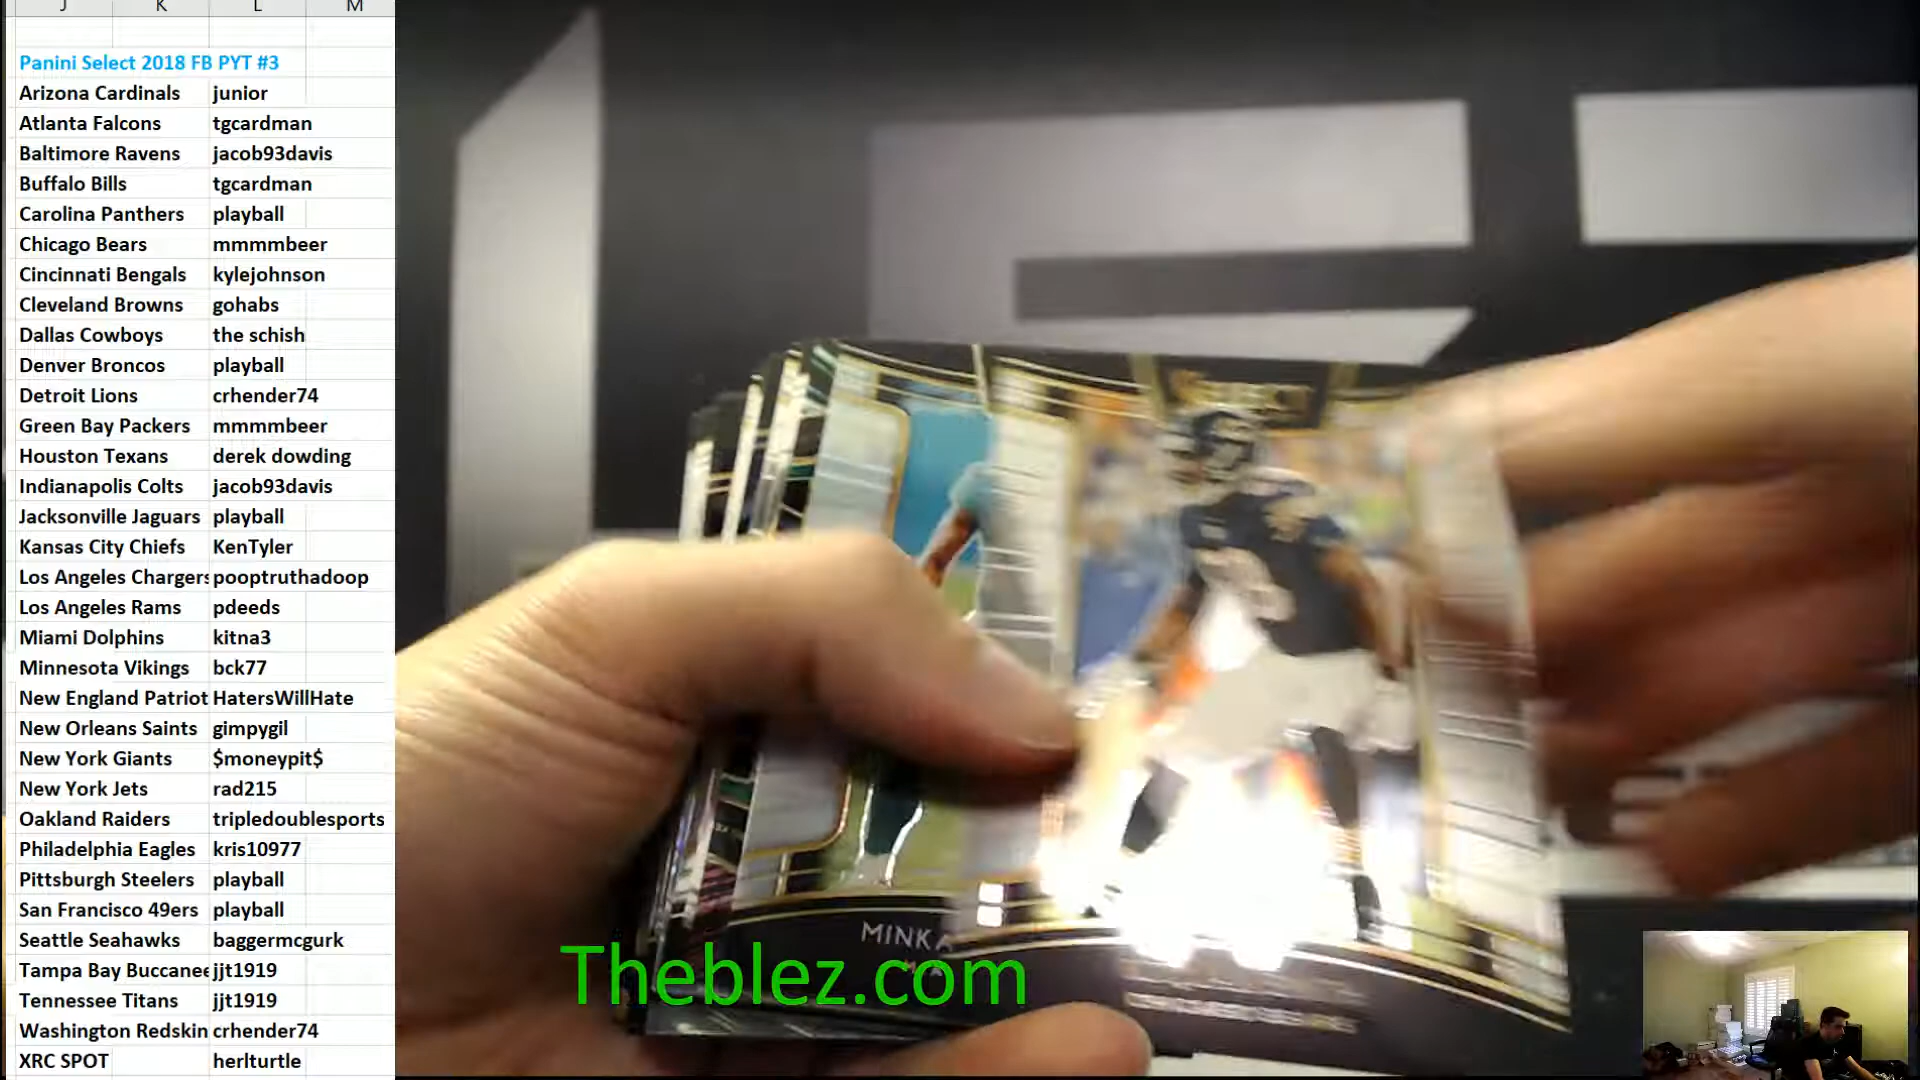 J K L M
Panini Select 2018 FB PYT #3
Arizona Cardinals junior
Atlanta Falcons tgcardman
Baltimore Ravens jacob93davis
Buffalo Bills tgcardman
Carolina Panthers playball
Chicago Bears mmmmbeer
Cincinnati Bengals kylejohnson
Cleveland Browns gohabs
Dallas Cowboys the schish
Denver Broncos playball
Detroit Lions crhender74
Green Bay Packers mmmmbeer
Houston Texans derek dowding
Indianapolis Colts jacob93davis
Jacksonville Jaguars playball
Kansas City Chiefs KenTyler
Los Angeles Chargers pooptruthadoop
Los Angeles Rams pdeeds
Miami Dolphins kitna3
Minnesota Vikings bck77
New England Patriot HatersWillHate
New Orleans Saints gimpygil
New York Giants $moneypit$
New York Jets rad215
Oakland Raiders tripledoublesports
Philadelphia Eagles kris10977
Pittsburgh Steelers playball
San Francisco 49ers playball
Seattle Seahawks baggermcgurk
Tampa Bay Buccanee jjt1919
Tennessee Titans jjt1919
Washington Redskin crhender74
XRC SPOT herlturtle
MINKA
Theblez.com